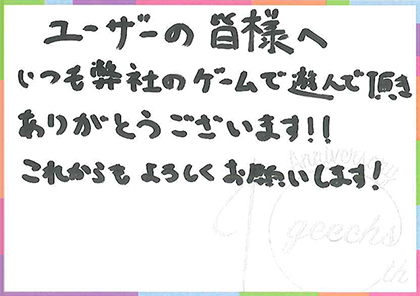 ユーザーの皆様へ
いつも弊社のゲームで遊んで頂き
ありがとうございます!!
これからもよろしくお願いします!
10
Anniversary
geechs
th